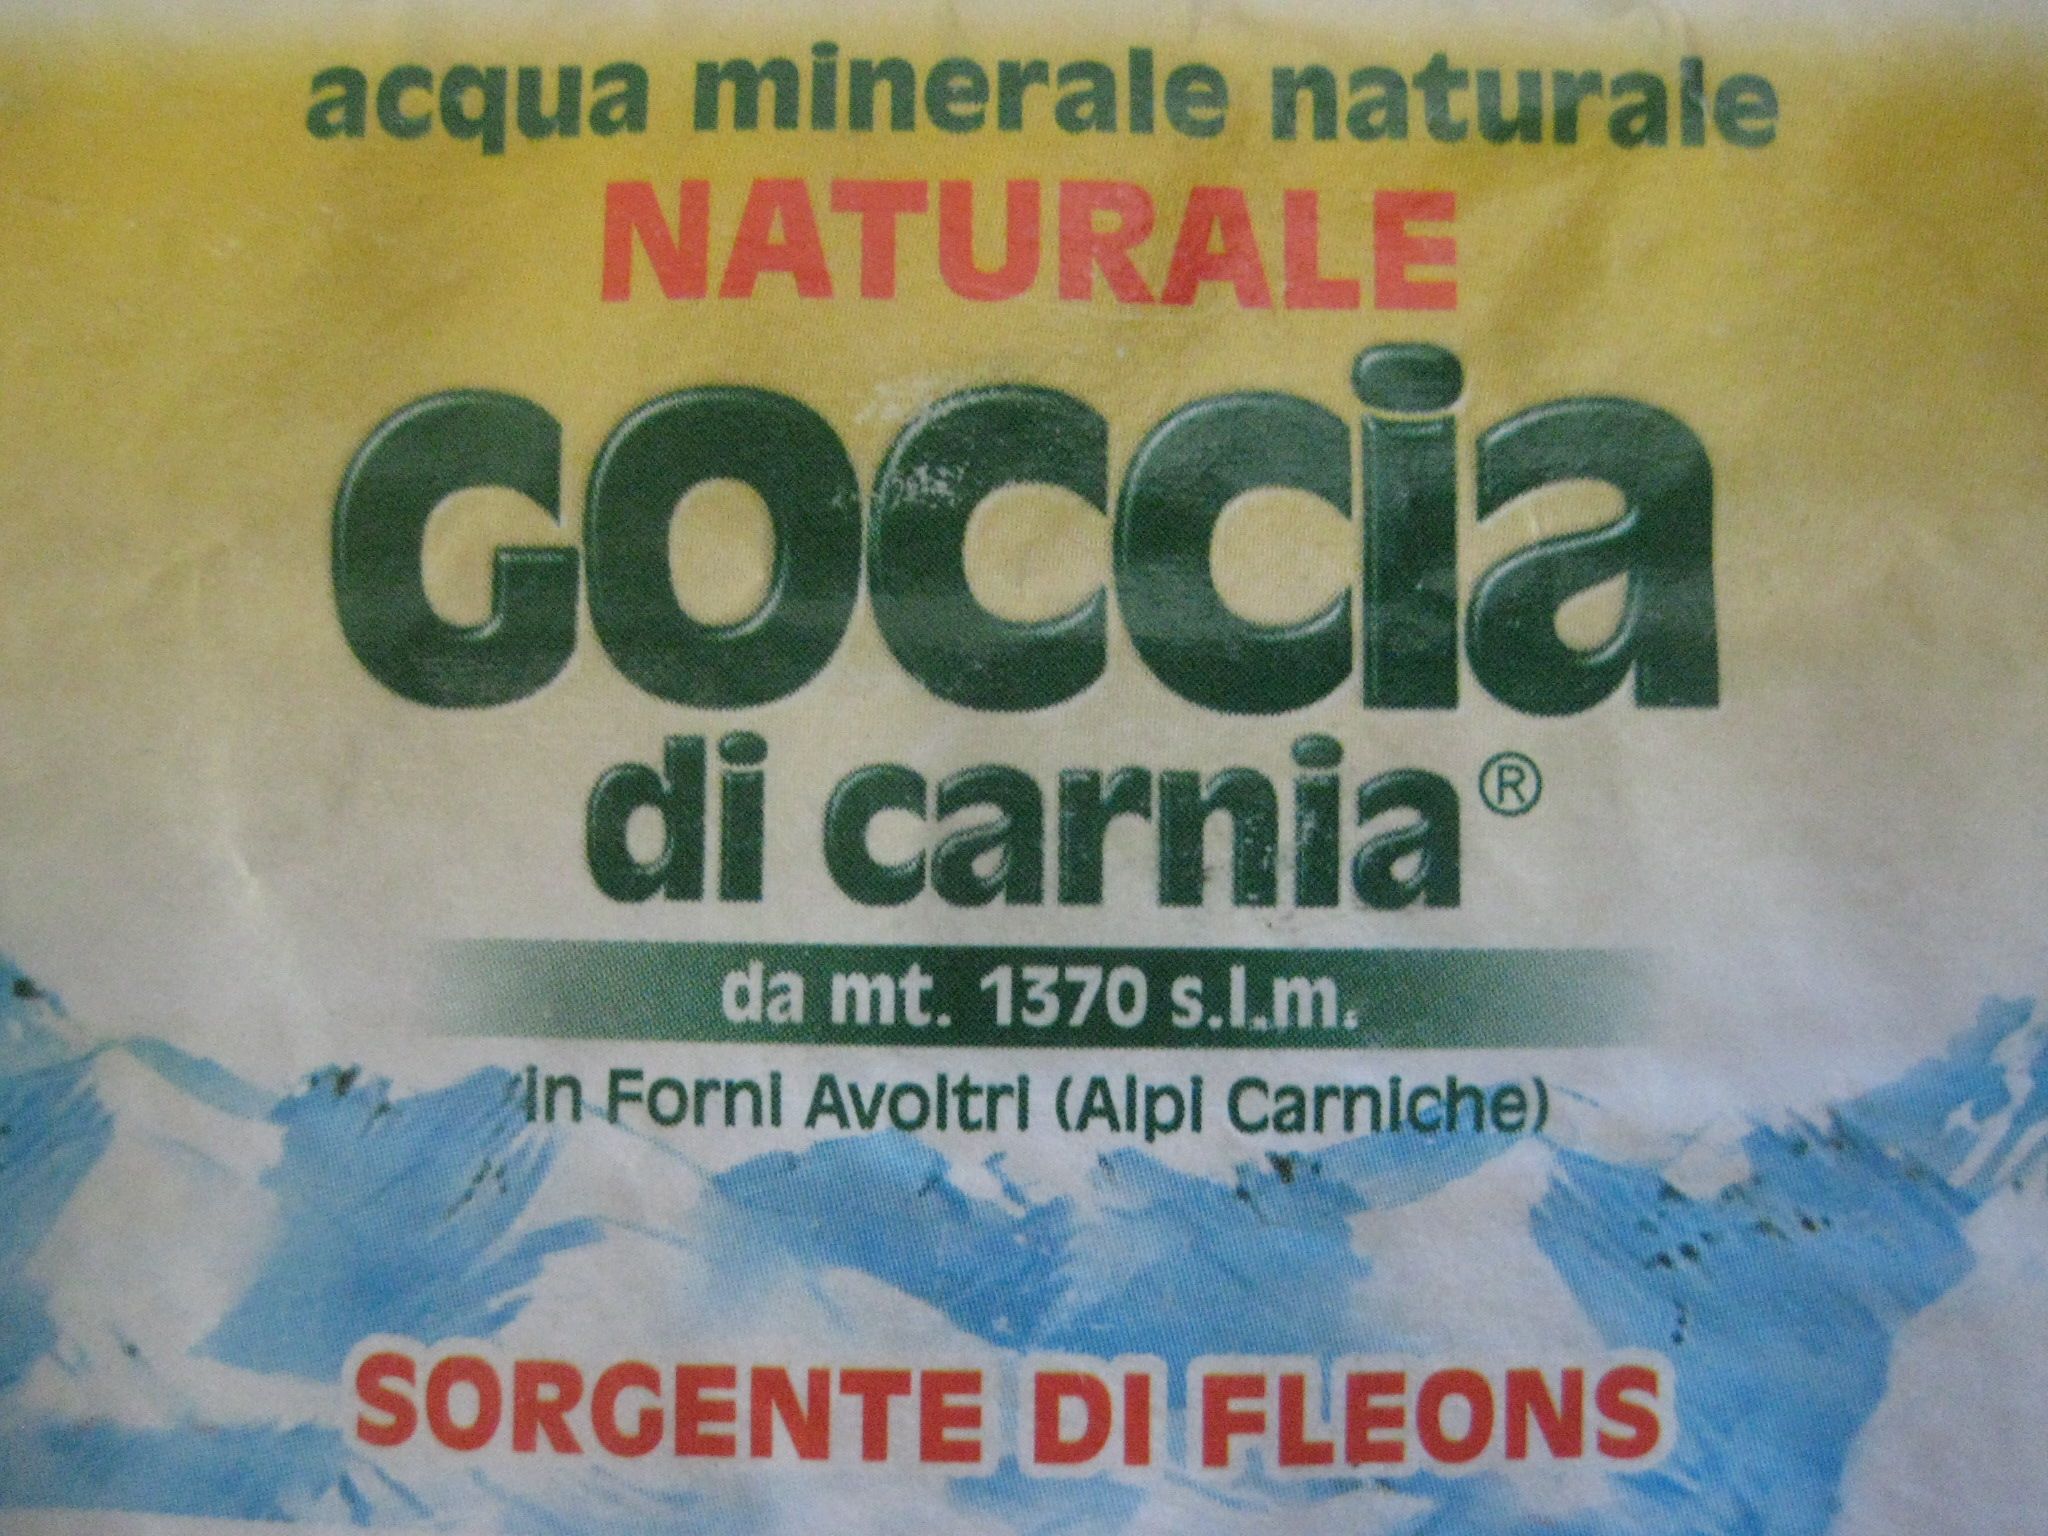 acqua minerale naturale
NATURALE
Goccia
di carnia®
da mt. 1370 s.l.m.
in Forni Avoltri (Alpi Carniche)
SORGENTE DI FLEONS